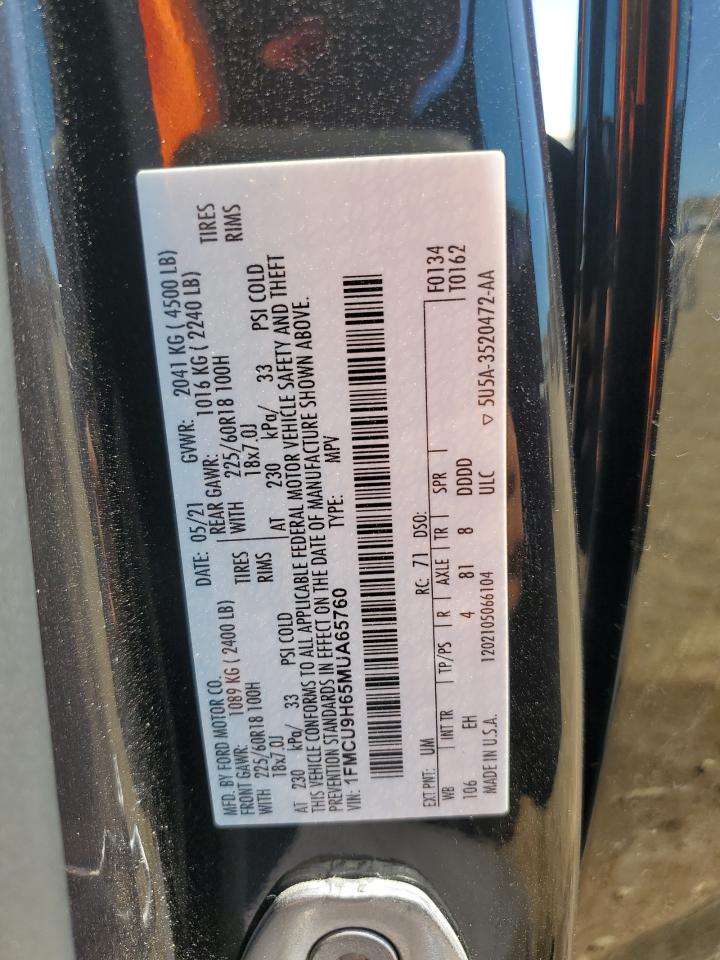 MFD. BY FORD MOTOR CO.
DATE: 05/21 GVWR: 2041 KG ( 4500 LB)
FRONT GAWR: 1089 KG ( 2400 LB) REAR GAWR: 1016 KG ( 2240 LB)
WITH 225/60R18 100H TIRES WITH 225/60R18 100H TIRES
18x7.0J RIMS 18x7.0J RIMS
AT 230 kPa/ 33 PSI COLD AT 230 kPa/ 33 PSI COLD
THIS VEHICLE CONFORMS TO ALL APPLICABLE FEDERAL MOTOR VEHICLE SAFETY AND THEFT
PREVENTION STANDARDS IN EFFECT ON THE DATE OF MANUFACTURE SHOWN ABOVE.
VIN: 1FMCU9H65MUA65760 TYPE: MPV
EXT PNT: UM RC: 71 DSO: F0134
WB INT TR TP/PS R AXLE TR SPR T0162
106 EH 4 81 8 DDDD
MADE IN U.S.A. 1202105066104 ULC ▽ 5U5A-3520472-AA